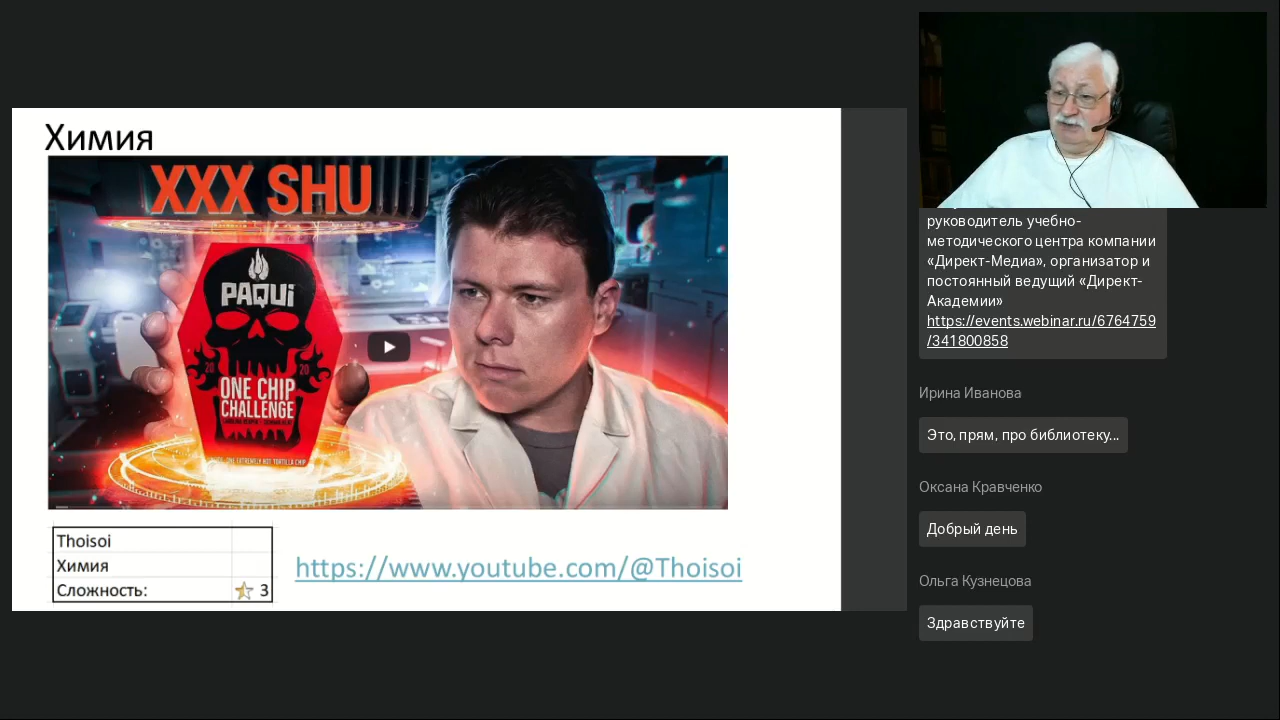 Химия
XXX SHU
PAQUI
20 20
ONE CHIP
CHALLENGE
Thoisoi
Химия
Сложность: 3
https://www.youtube.com/@Thoisoi
руководитель учебно-
методического центра компании
«Директ-Медиа», организатор и
постоянный ведущий «Директ-
Академии»
https://events.webinar.ru/6764759
/341800858
Ирина Иванова
Это, прям, про библиотеку...
Оксана Кравченко
Добрый день
Ольга Кузнецова
Здравствуйте